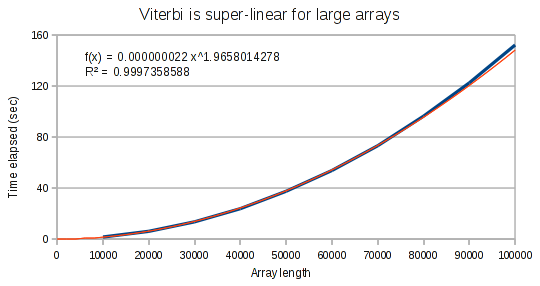 Viterbi is super-linear for large arrays
f(x) = 0.000000022 x^1.9658014278
R² = 0.9997358588
Time elapsed (sec)
160
120
80
40
0
0 10000 20000 30000 40000 50000 60000 70000 80000 90000 100000
Array length